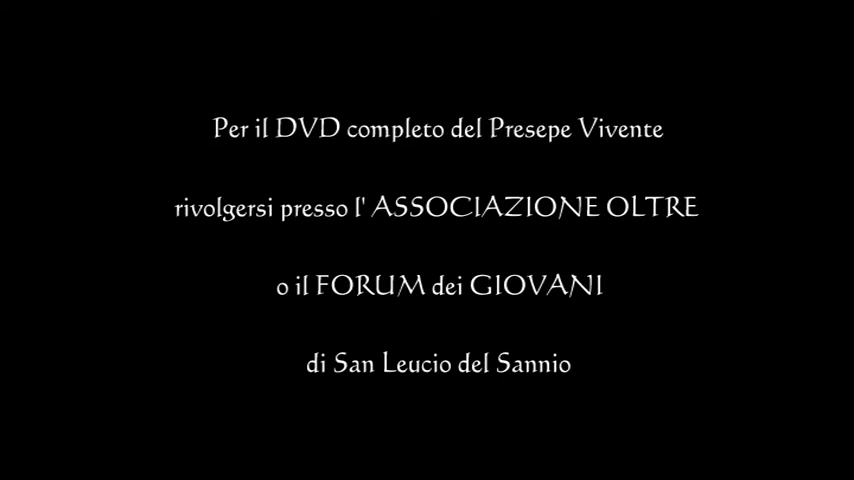 Per il DVD completo del Presepe Vivente
rivolgersi presso l' ASSOCIAZIONE OLTRE
o il FORUM dei GIOVANI
di San Leucio del Sannio